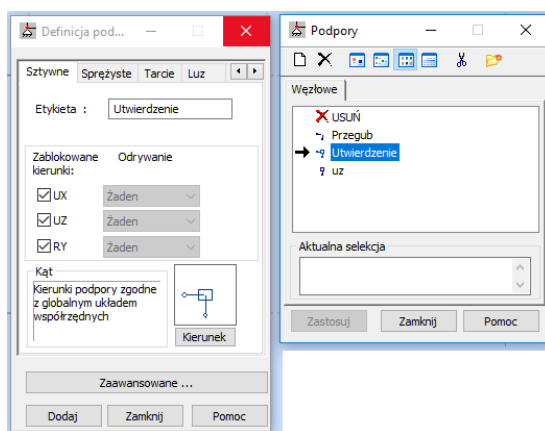 Definicja pod...
Sztywne Sprężyste Tarcie Luz
Etykieta : Utwierdzenie
Zablokowane kierunki: Odrywanie
UX Żaden
UZ Żaden
RY Żaden
Kąt
Kierunki podpory zgodne
z globalnym układem
współrzędnych
Kierunek
Zaawansowane ...
Dodaj Zamknij Pomoc
Podpory
Węzłowe
USUŃ
Przegub
Utwierdzenie
uz
Aktualna selekcja
Zastosuj Zamknij Pomoc